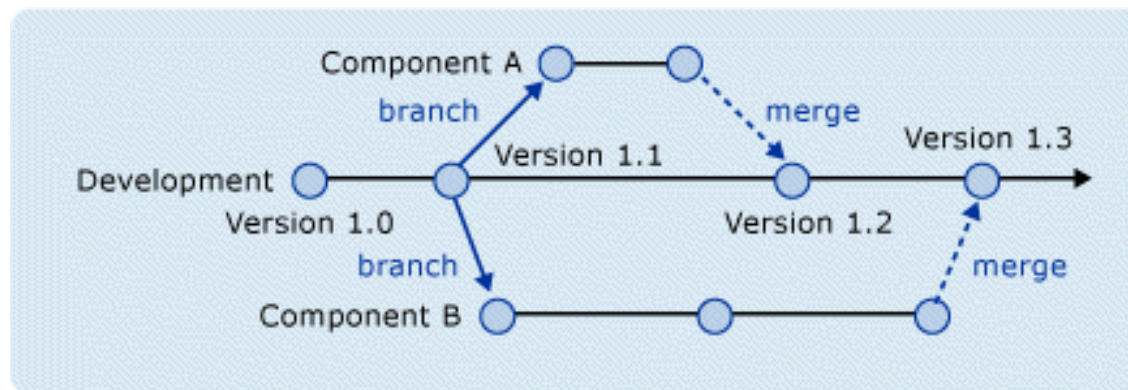 Component A
branch
merge
Version 1.3
Version 1.1
Development
Version 1.0
Version 1.2
branch
merge
Component B